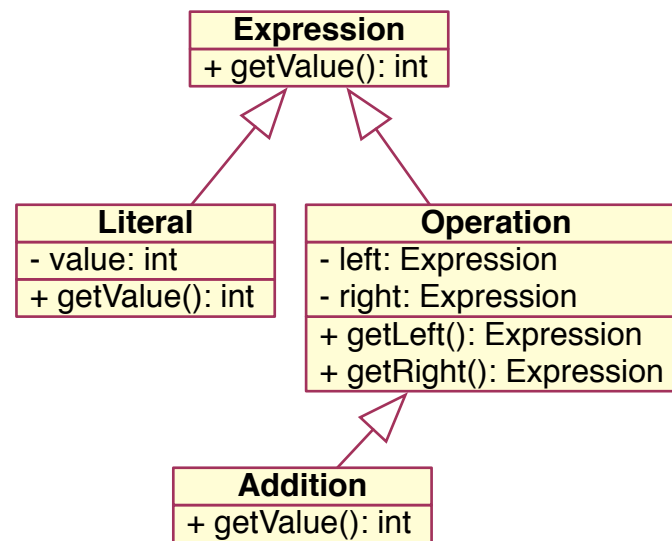 Expression
+ getValue(): int
Literal
- value: int
+ getValue(): int
Operation
- left: Expression
- right: Expression
+ getLeft(): Expression
+ getRight(): Expression
Addition
+ getValue(): int